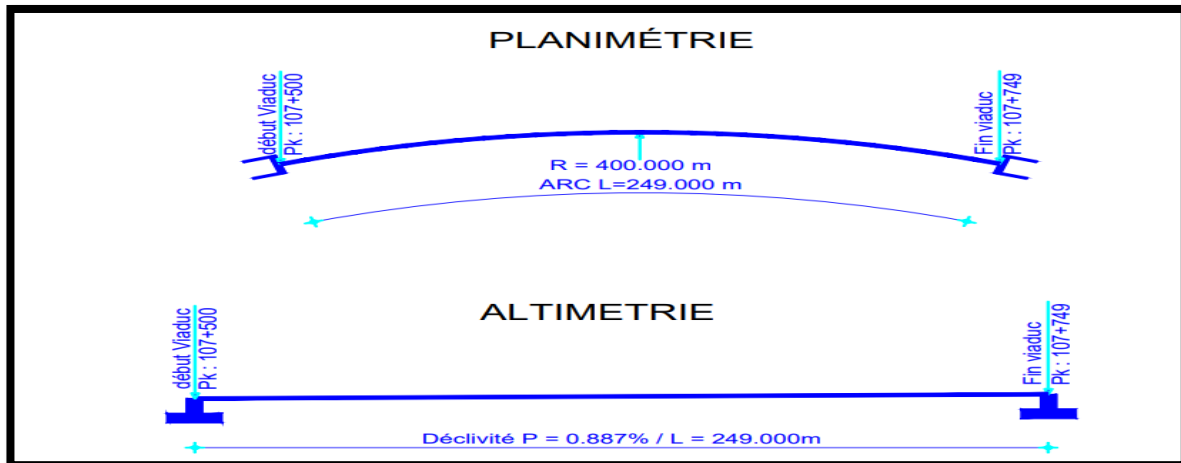 PLANIMÉTRIE
début Viaduc
Pk : 107+500
Fin viaduc
Pk : 107+749
R = 400.000 m
ARC L=249.000 m
ALTIMETRIE
début Viaduc
Pk : 107+500
Fin viaduc
Pk : 107+749
Déclivité P = 0.887% / L = 249.000m